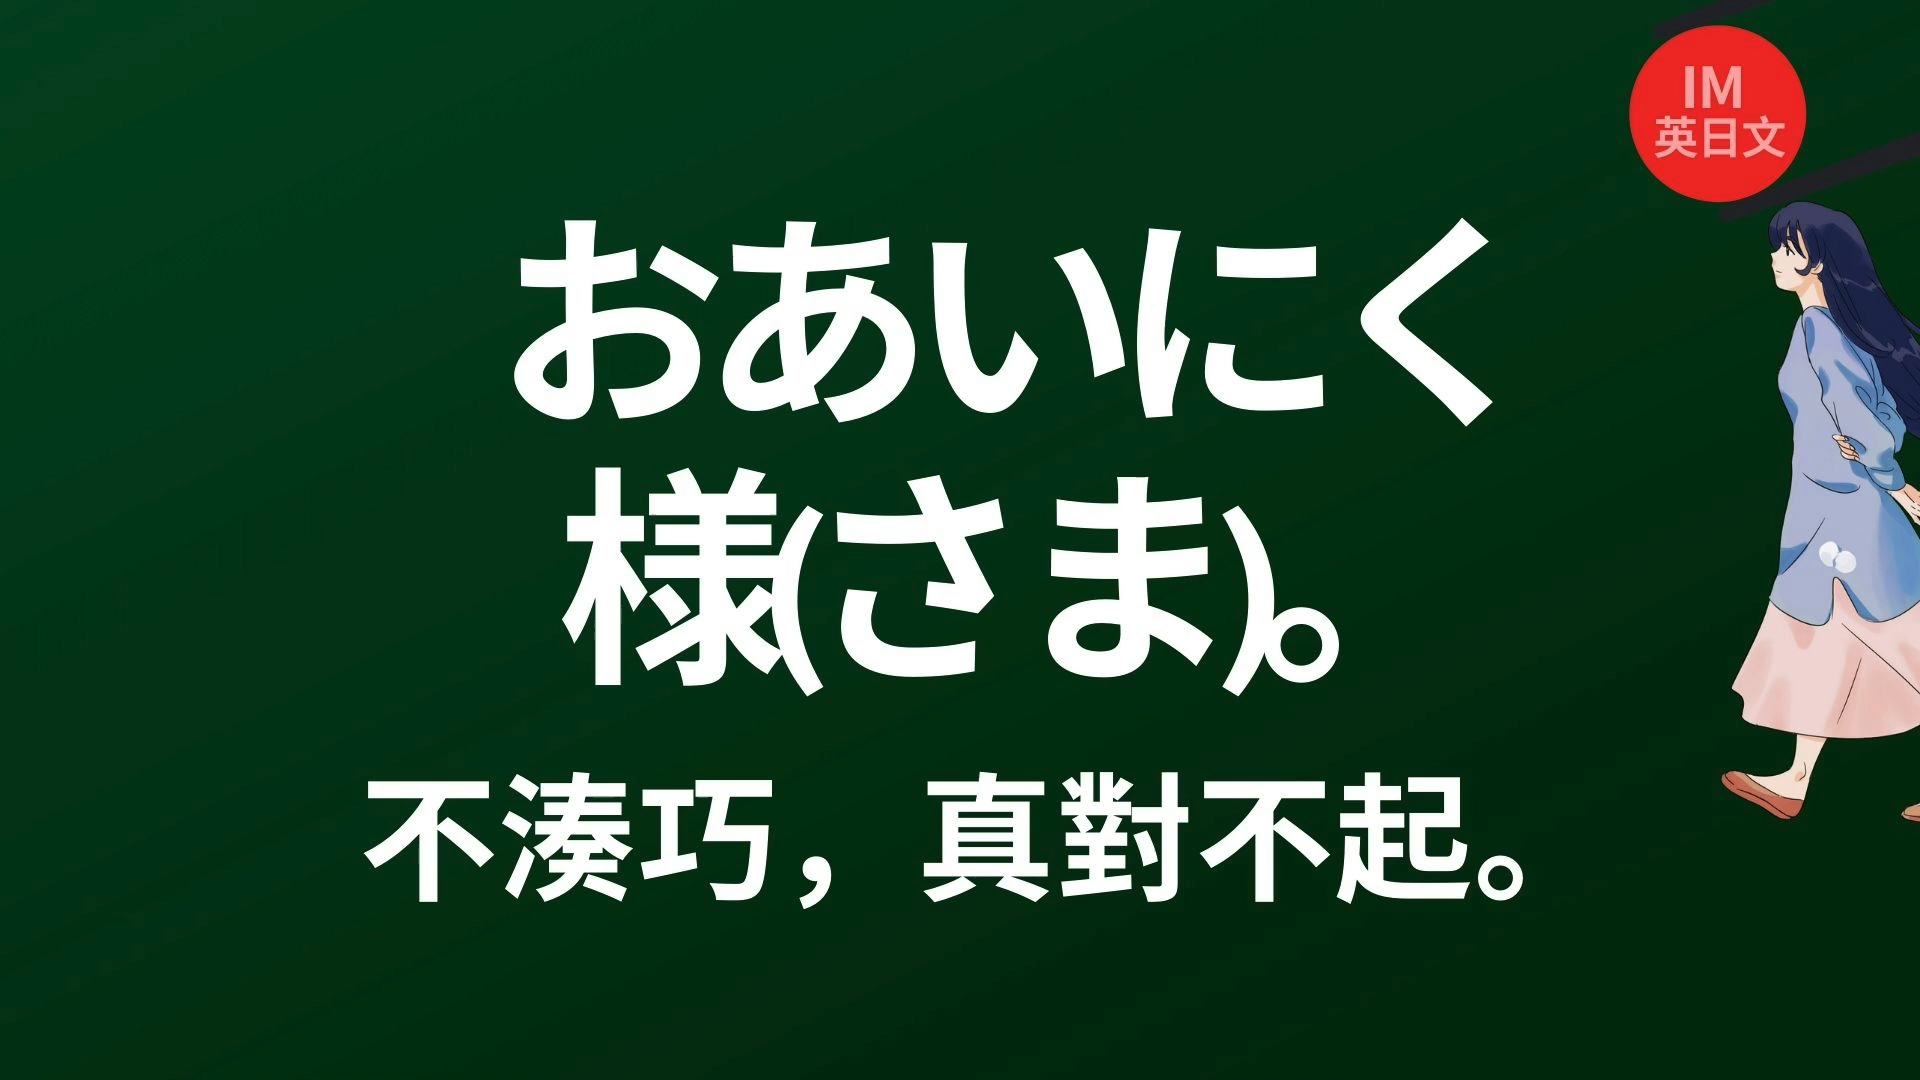 IM
英日文
おあいにく
様(さま)。
不湊巧，真對不起。